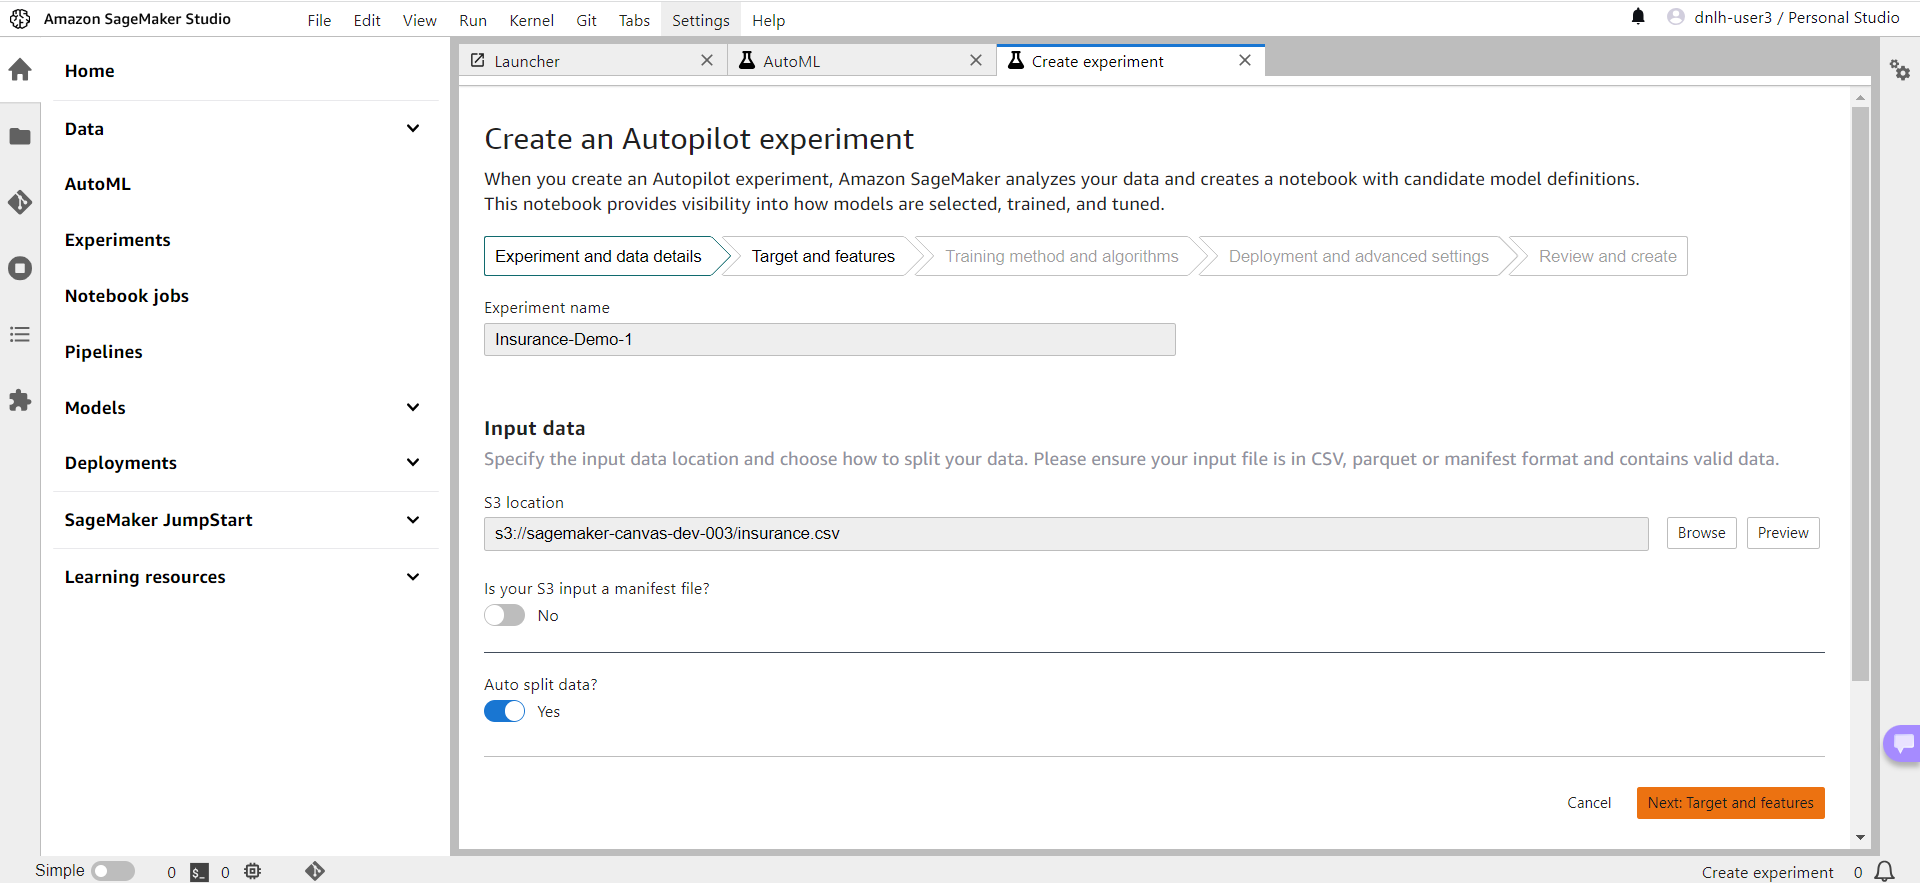 Amazon SageMaker Studio
File Edit View Run Kernel Git Tabs Settings Help
dnlh-user3 / Personal Studio
Home
Data
AutoML
Experiments
Notebook jobs
Pipelines
Models
Deployments
SageMaker JumpStart
Learning resources
Launcher
AutoML
Create experiment
Create an Autopilot experiment
When you create an Autopilot experiment, Amazon SageMaker analyzes your data and creates a notebook with candidate model definitions.
This notebook provides visibility into how models are selected, trained, and tuned.
Experiment and data details
Target and features
Training method and algorithms
Deployment and advanced settings
Review and create
Experiment name
Insurance-Demo-1
Input data
Specify the input data location and choose how to split your data. Please ensure your input file is in CSV, parquet or manifest format and contains valid data.
S3 location
s3://sagemaker-canvas-dev-003/insurance.csv
Browse
Preview
Is your S3 input a manifest file?
No
Auto split data?
Yes
Cancel
Next: Target and features
Simple
0
$_
0
Create experiment
0